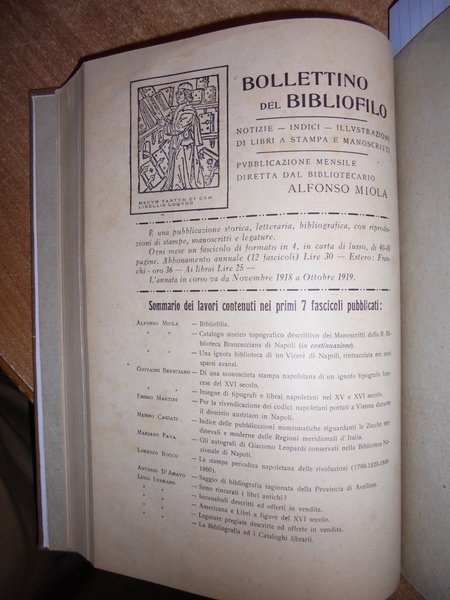 BOLLETTINO
DEL BIBLIOFILO
NOTIZIE — INDICI — ILLVSTRAZIONI
DI LIBRI A STAMPA E MANOSCRITTI
PVBBLICAZIONE MENSILE
DIRETTA DAL BIBLIOTECARIO
ALFONSO MIOLA
MECVM TANTVM ET CVM
LIBELLIS LOQVOR
È una pubblicazione storica, letteraria, bibliografica, con riprodu-
zioni di stampe, manoscritti e legature.
Ogni mese un fascicolo di formato in 4, in carta di lusso, di 40-48
pagine. Abbonamento annuale (12 fascicoli) Lire 30 — Estero: Fran-
chi - oro 36 — Ai librai Lire 25 —
L'annata in corso va da Novembre 1918 a Ottobre 1919.
Sommario dei lavori contenuti nei primi 7 fascicoli pubblicati:
ALFONSO MIOLA — Bibliofilia.
» » — Catalogo storico topografico descrittivo dei Manoscritti della R. Bi-
blioteca Brancacciana di Napoli (in continuazione).
» » — Una ignota biblioteca di un Vicerè di Napoli, rintracciata nei suoi
sparsi avanzi.
GIOVANNI BRESCIANO — Di una sconosciuta stampa napoletana di un ignoto tipografo fran-
cese del XVI secolo.
» » — Insegne di tipografi e librai napoletani nel XV e XVI secolo.
EMIDIO MARTINI — Per la rivendicazione dei codici napoletani portati a Vienna durante
il dominio austriaco in Napoli.
MEMMO CAGIATI — Indice delle pubblicazioni numismatiche riguardanti le Zecche me-
dioevali e moderne delle Regioni meridionali d'Italia.
MARIANO FAVA — Gli autografi di Giacomo Leopardi conservati nella Biblioteca Na-
zionale di Napoli.
LORENZO ROCCO — La stampa periodica napoletana delle rivoluzioni (1799-1820-1848-
1860).
ANTONIO D'AMATO — Saggio di bibliografia ragionata della Provincia di Avellino.
LUIGI LUBRANO — Sono rincarati i libri antichi?
» » — Incunabuli descritti ed offerti in vendita.
» » — Americana e Libri a figure del XVI secolo.
» » — Legature pregiate descritte ed offerte in vendita.
» » — La Bibliografia ed i Cataloghi librarii.